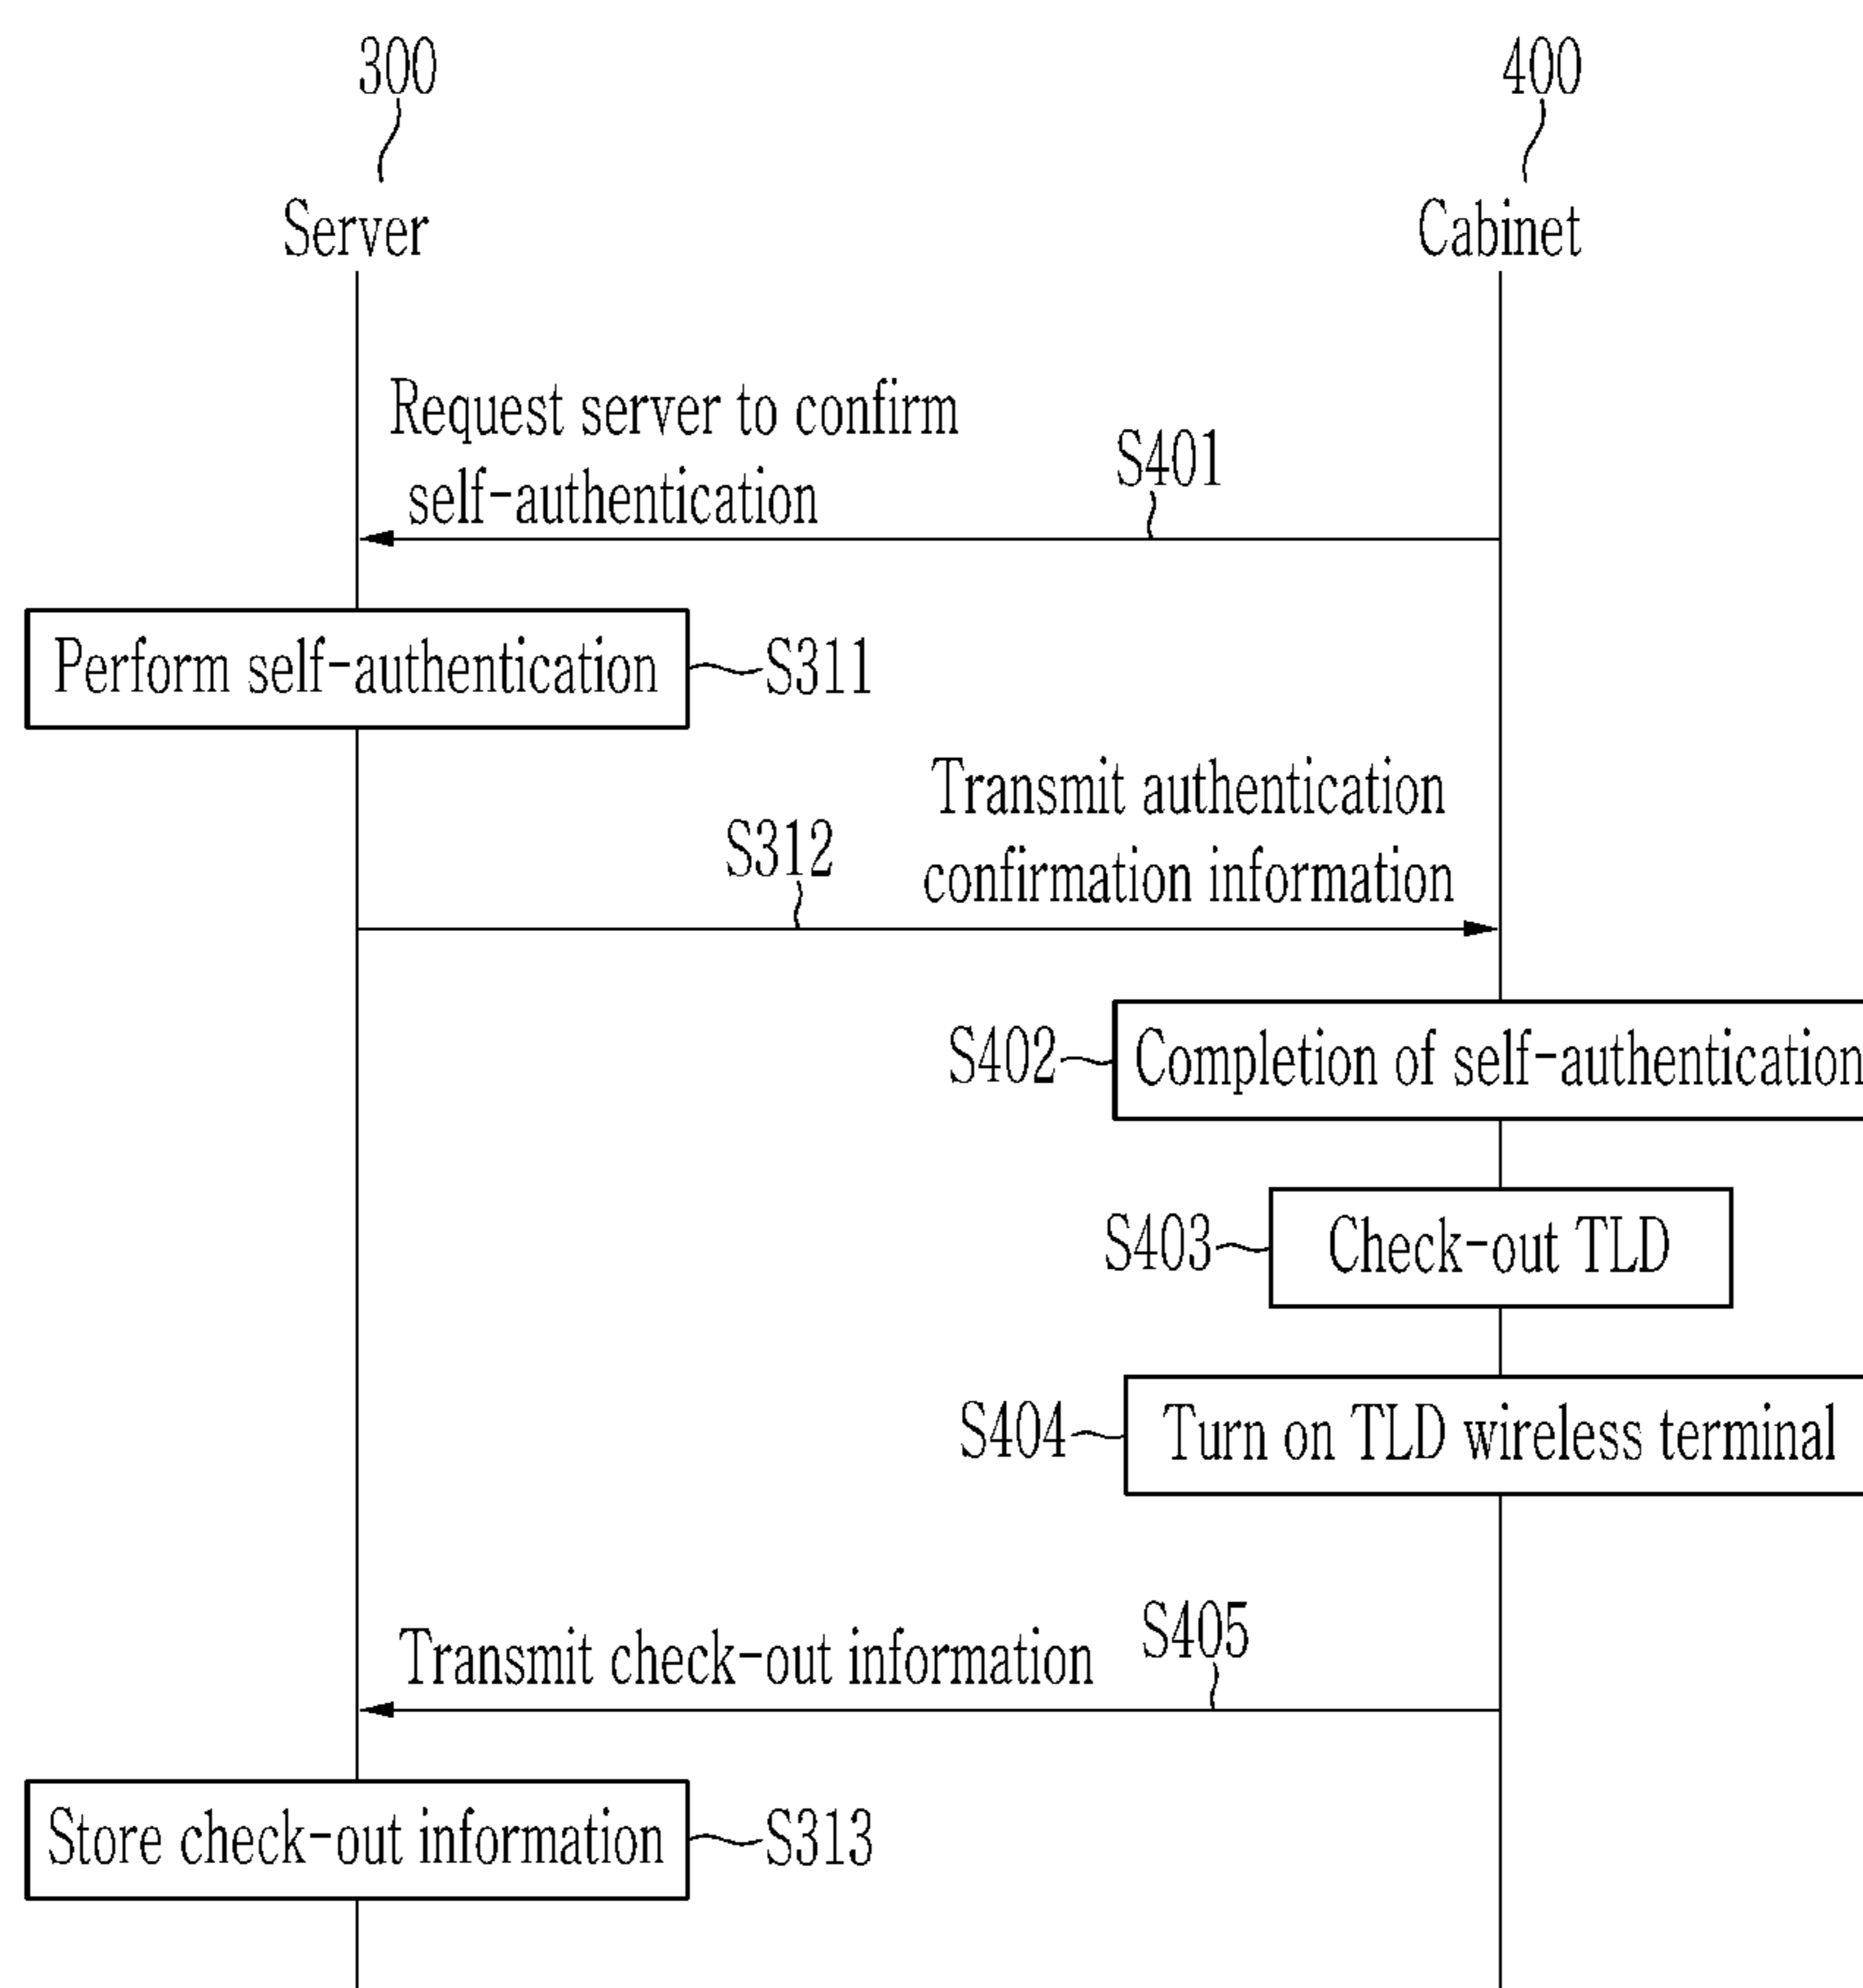 300
400
Server
Cabinet
Request server to confirm
self-authentication
S401
Perform self-authentication
S311
Transmit authentication
confirmation information
S312
S402
Completion of self-authentication
S403
Check-out TLD
S404
Turn on TLD wireless terminal
Transmit check-out information
S405
Store check-out information
S313